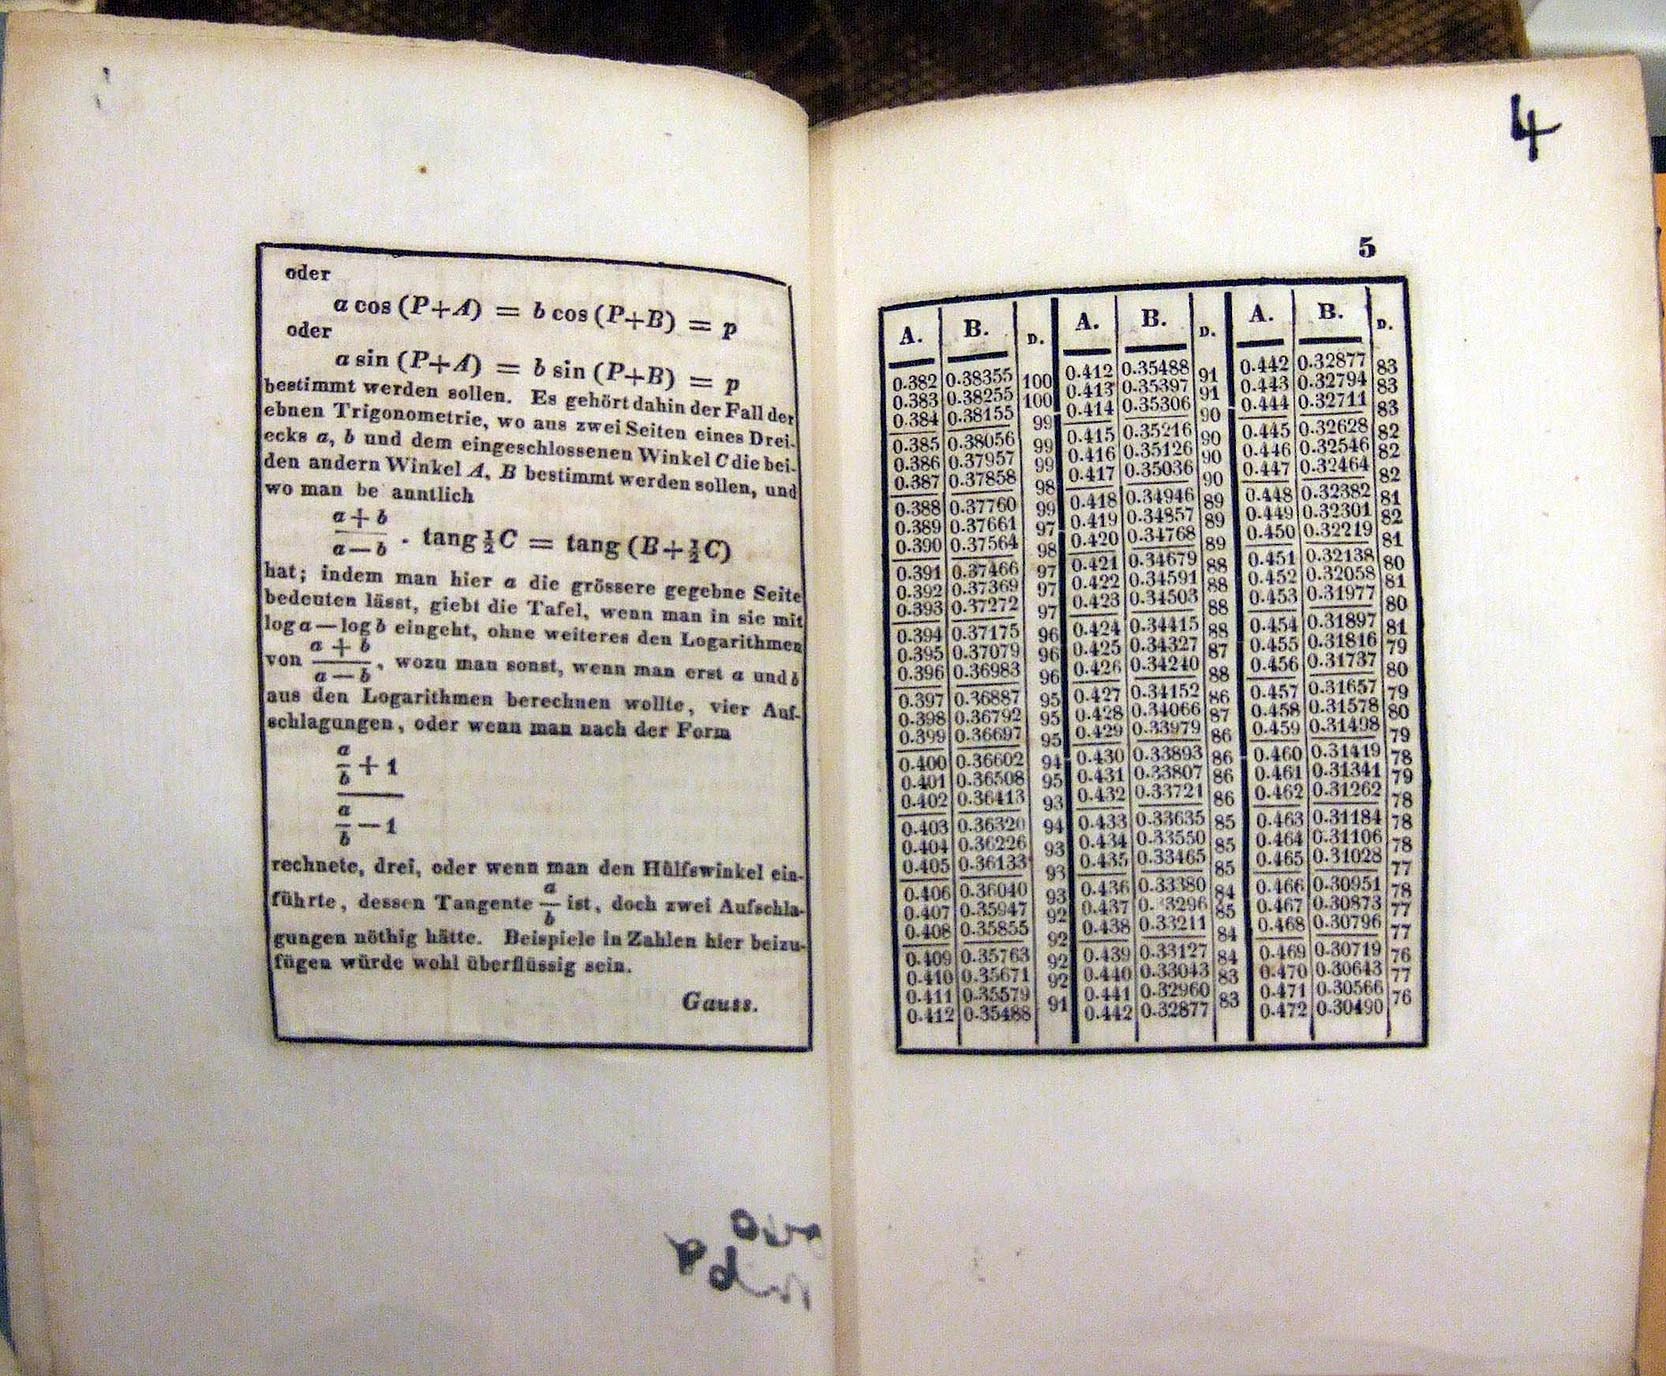 oder
a cos (P+A) = b cos (P+B) = p
oder
a sin (P+A) = b sin (P+B) = p
bestimmt werden sollen. Es gehört dahin der Fall der
ebnen Trigonometrie, wo aus zwei Seiten eines Drei-
ecks a, b und dem eingeschlossenen Winkel C die bei-
den andern Winkel A, B bestimmt werden sollen, und
wo man be anntlich
a + b
a — b . tang ½C = tang (B+½C)
hat; indem man hier a die grössere gegebne Seite
bedeuten lässt, giebt die Tafel, wenn man in sie mit
log a — log b eingeht, ohne weiteres den Logarithmen
von a + b / a — b, wozu man sonst, wenn man erst a und b
aus den Logarithmen berechnen wollte, vier Auf-
schlagungen, oder wenn man nach der Form
a/b + 1
a/b — 1
rechnete, drei, oder wenn man den Hülfswinkel ein-
führte, dessen Tangente a/b ist, doch zwei Aufschla-
gungen nöthig hätte. Beispiele in Zahlen hier beizu-
fügen würde wohl überflüssig sein.
Gauss.
4
5
A. B. D. A. B. D. A. B. D.
0.382 0.38355 100 0.412 0.35488 91 0.442 0.32877 83
0.383 0.38255 100 0.413 0.35397 91 0.443 0.32794 83
0.384 0.38155 99 0.414 0.35306 90 0.444 0.32711 83
0.385 0.38056 99 0.415 0.35216 90 0.445 0.32628 82
0.386 0.37957 99 0.416 0.35126 90 0.446 0.32546 82
0.387 0.37858 98 0.417 0.35036 90 0.447 0.32464 82
0.388 0.37760 99 0.418 0.34946 89 0.448 0.32382 81
0.389 0.37661 97 0.419 0.34857 89 0.449 0.32301 82
0.390 0.37564 98 0.420 0.34768 89 0.450 0.32219 81
0.391 0.37466 97 0.421 0.34679 88 0.451 0.32138 80
0.392 0.37369 97 0.422 0.34591 88 0.452 0.32058 81
0.393 0.37272 97 0.423 0.34503 88 0.453 0.31977 80
0.394 0.37175 96 0.424 0.34415 88 0.454 0.31897 81
0.395 0.37079 96 0.425 0.34327 87 0.455 0.31816 79
0.396 0.36983 96 0.426 0.34240 88 0.456 0.31737 80
0.397 0.36887 95 0.427 0.34152 86 0.457 0.31657 79
0.398 0.36792 95 0.428 0.34066 87 0.458 0.31578 80
0.399 0.36697 95 0.429 0.33979 86 0.459 0.31498 79
0.400 0.36602 94 0.430 0.33893 86 0.460 0.31419 78
0.401 0.36508 95 0.431 0.33807 86 0.461 0.31341 79
0.402 0.36413 93 0.432 0.33721 86 0.462 0.31262 78
0.403 0.36320 94 0.433 0.33635 85 0.463 0.31184 78
0.404 0.36226 93 0.434 0.33550 85 0.464 0.31106 78
0.405 0.36133 93 0.435 0.33465 85 0.465 0.31028 77
0.406 0.36040 93 0.436 0.33380 84 0.466 0.30951 78
0.407 0.35947 92 0.437 0. 3296 85 0.467 0.30873 77
0.408 0.35855 92 0.438 0.33211 84 0.468 0.30796 77
0.409 0.35763 92 0.439 0.33127 84 0.469 0.30719 76
0.410 0.35671 92 0.440 0.33043 83 0.470 0.30643 77
0.411 0.35579 91 0.441 0.32960 83 0.471 0.30566 76
0.412 0.35488 0.442 0.32877 0.472 0.30490